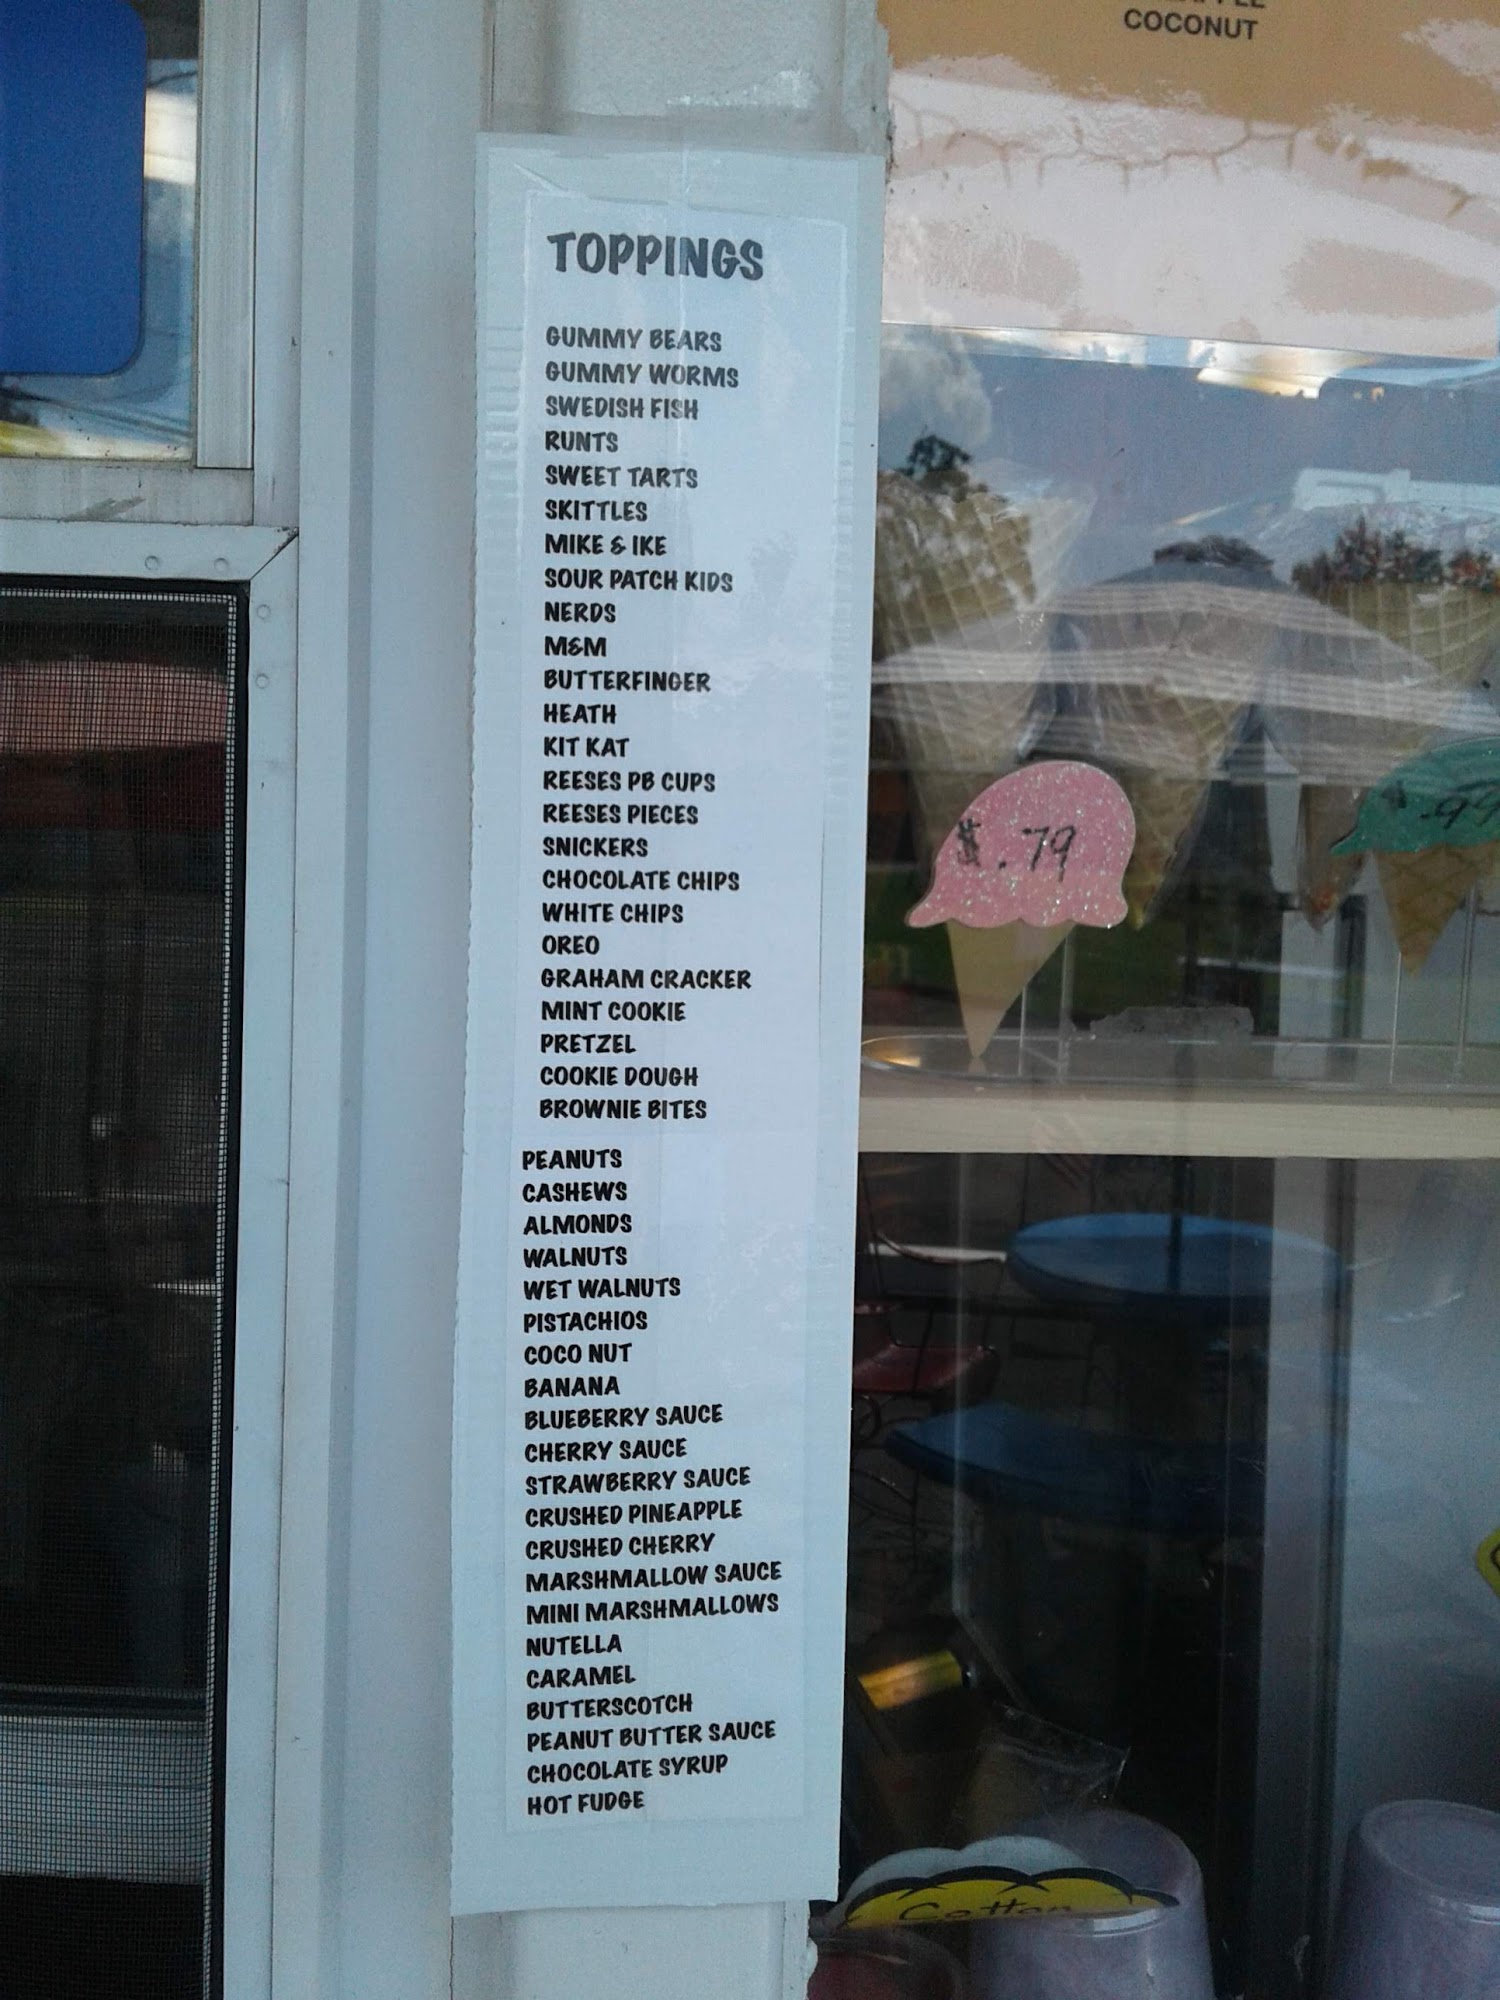 COCONUT
TOPPINGS
GUMMY BEARS
GUMMY WORMS
SWEDISH FISH
RUNTS
SWEET TARTS
SKITTLES
MIKE & IKE
SOUR PATCH KIDS
NERDS
M&M
BUTTERFINGER
HEATH
KIT KAT
REESES PB CUPS
REESES PIECES
SNICKERS
CHOCOLATE CHIPS
WHITE CHIPS
OREO
GRAHAM CRACKER
MINT COOKIE
PRETZEL
COOKIE DOUGH
BROWNIE BITES
PEANUTS
CASHEWS
ALMONDS
WALNUTS
WET WALNUTS
PISTACHIOS
COCO NUT
BANANA
BLUEBERRY SAUCE
CHERRY SAUCE
STRAWBERRY SAUCE
CRUSHED PINEAPPLE
CRUSHED CHERRY
MARSHMALLOW SAUCE
MINI MARSHMALLOWS
NUTELLA
CARAMEL
BUTTERSCOTCH
PEANUT BUTTER SAUCE
CHOCOLATE SYRUP
HOT FUDGE
$.79
$.99
Cotton